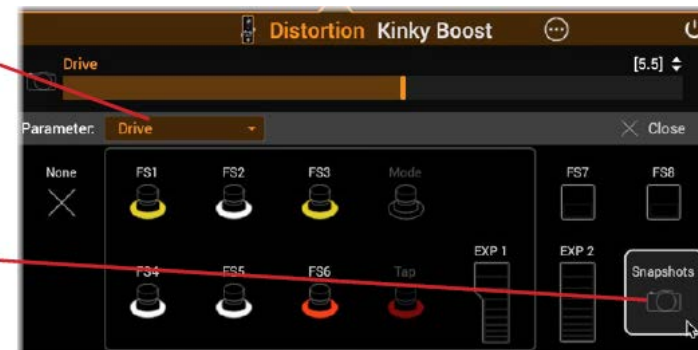 Distortion Kinky Boost
Drive [5.5]
Parameter: Drive Close
None FS1 FS2 FS3 Mode FS7 FS8
EXP 1 EXP 2
FS4 FS5 FS6 Tap Snapshots